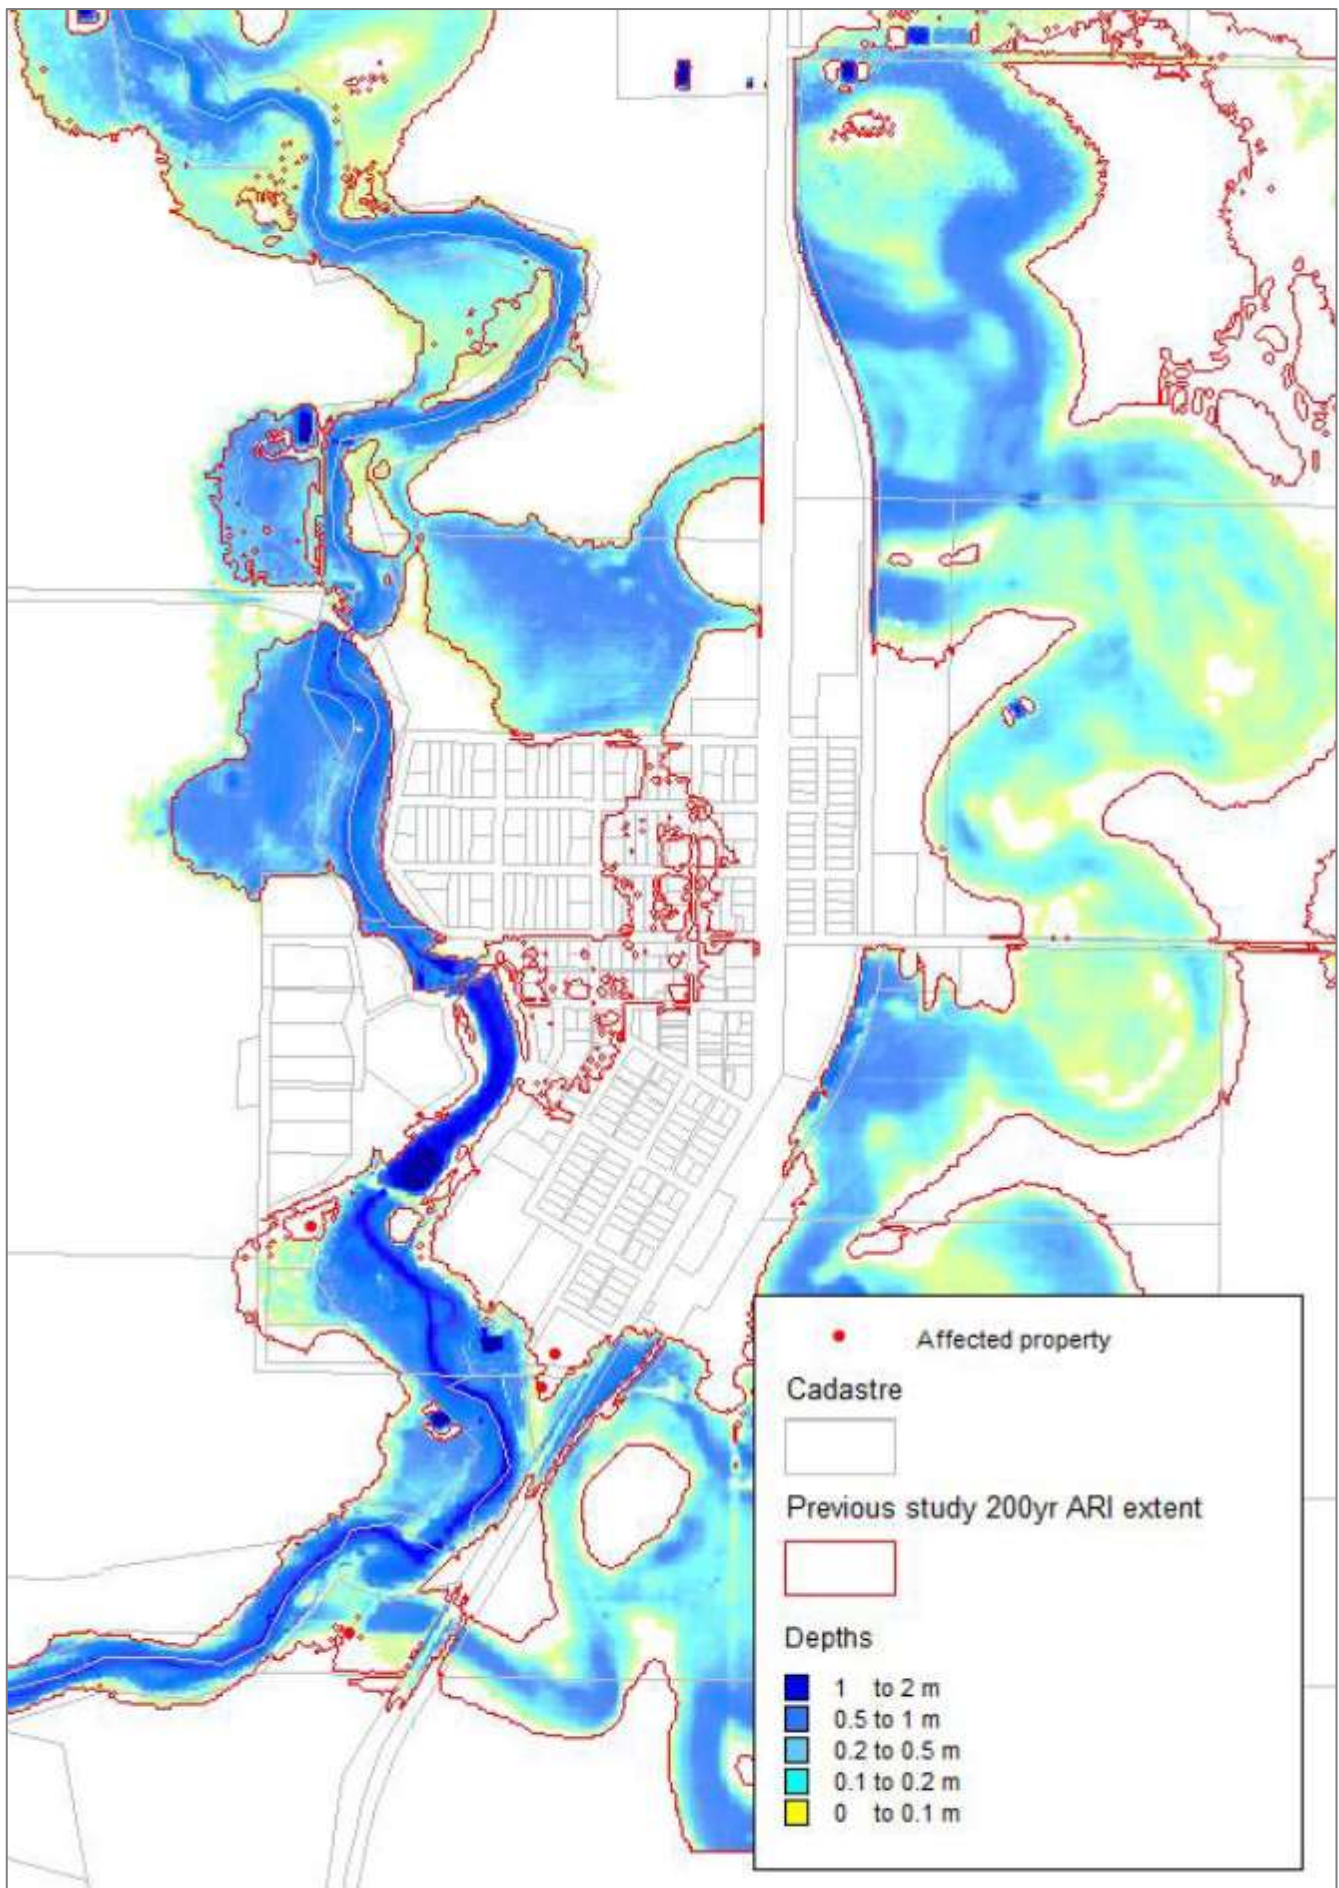 Affected property
Cadastre
Previous study 200yr ARI extent
Depths
1 to 2 m
0.5 to 1 m
0.2 to 0.5 m
0.1 to 0.2 m
0 to 0.1 m